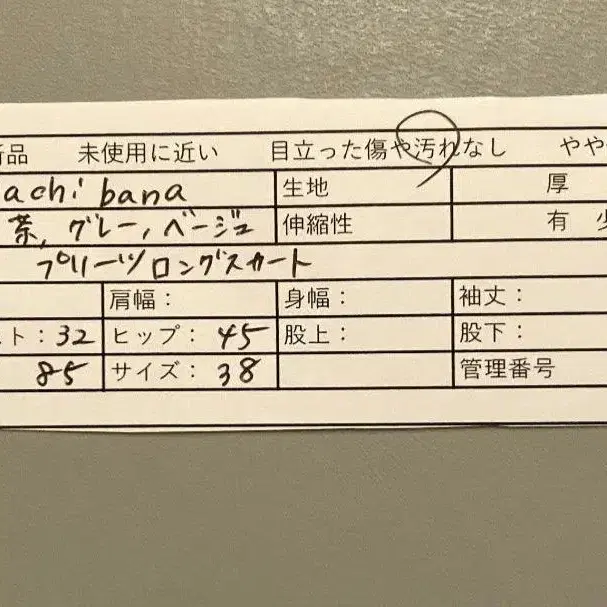 新品 未使用に近い 目立った傷や汚れなし やや
achi bana 生地 厚
茶、グレー、ベージュ 伸縮性 有 少
プリーツロングスカート
肩幅： 身幅： 袖丈：
スト：32 ヒップ：45 股上： 股下：
85 サイズ：38 管理番号